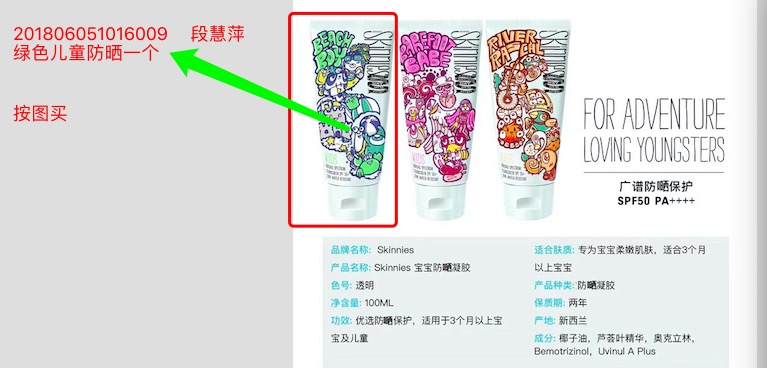 201806051016009 段慧萍
绿色儿童防晒一个
按图买
BEACH BOY
SKINNIES
KIDS
BAREFOOT BABE
SKINNIES
RIVER RASCAL
SKINNIES
FOR ADVENTURE
LOVING YOUNGSTERS
广谱防嗮保护
SPF50 PA++++
品牌名称: Skinnies
产品名称: Skinnies 宝宝防嗮凝胶
色号: 透明
净含量: 100ML
功效: 优选防嗮保护，适用于3个月以上宝
宝及儿童
适合肤质: 专为宝宝柔嫩肌肤，适合3个月
以上宝宝
产品种类: 防嗮凝胶
保质期: 两年
产地: 新西兰
成分: 椰子油，芦荟叶精华，奥克立林，
Bemotrizinol，Uvinul A Plus